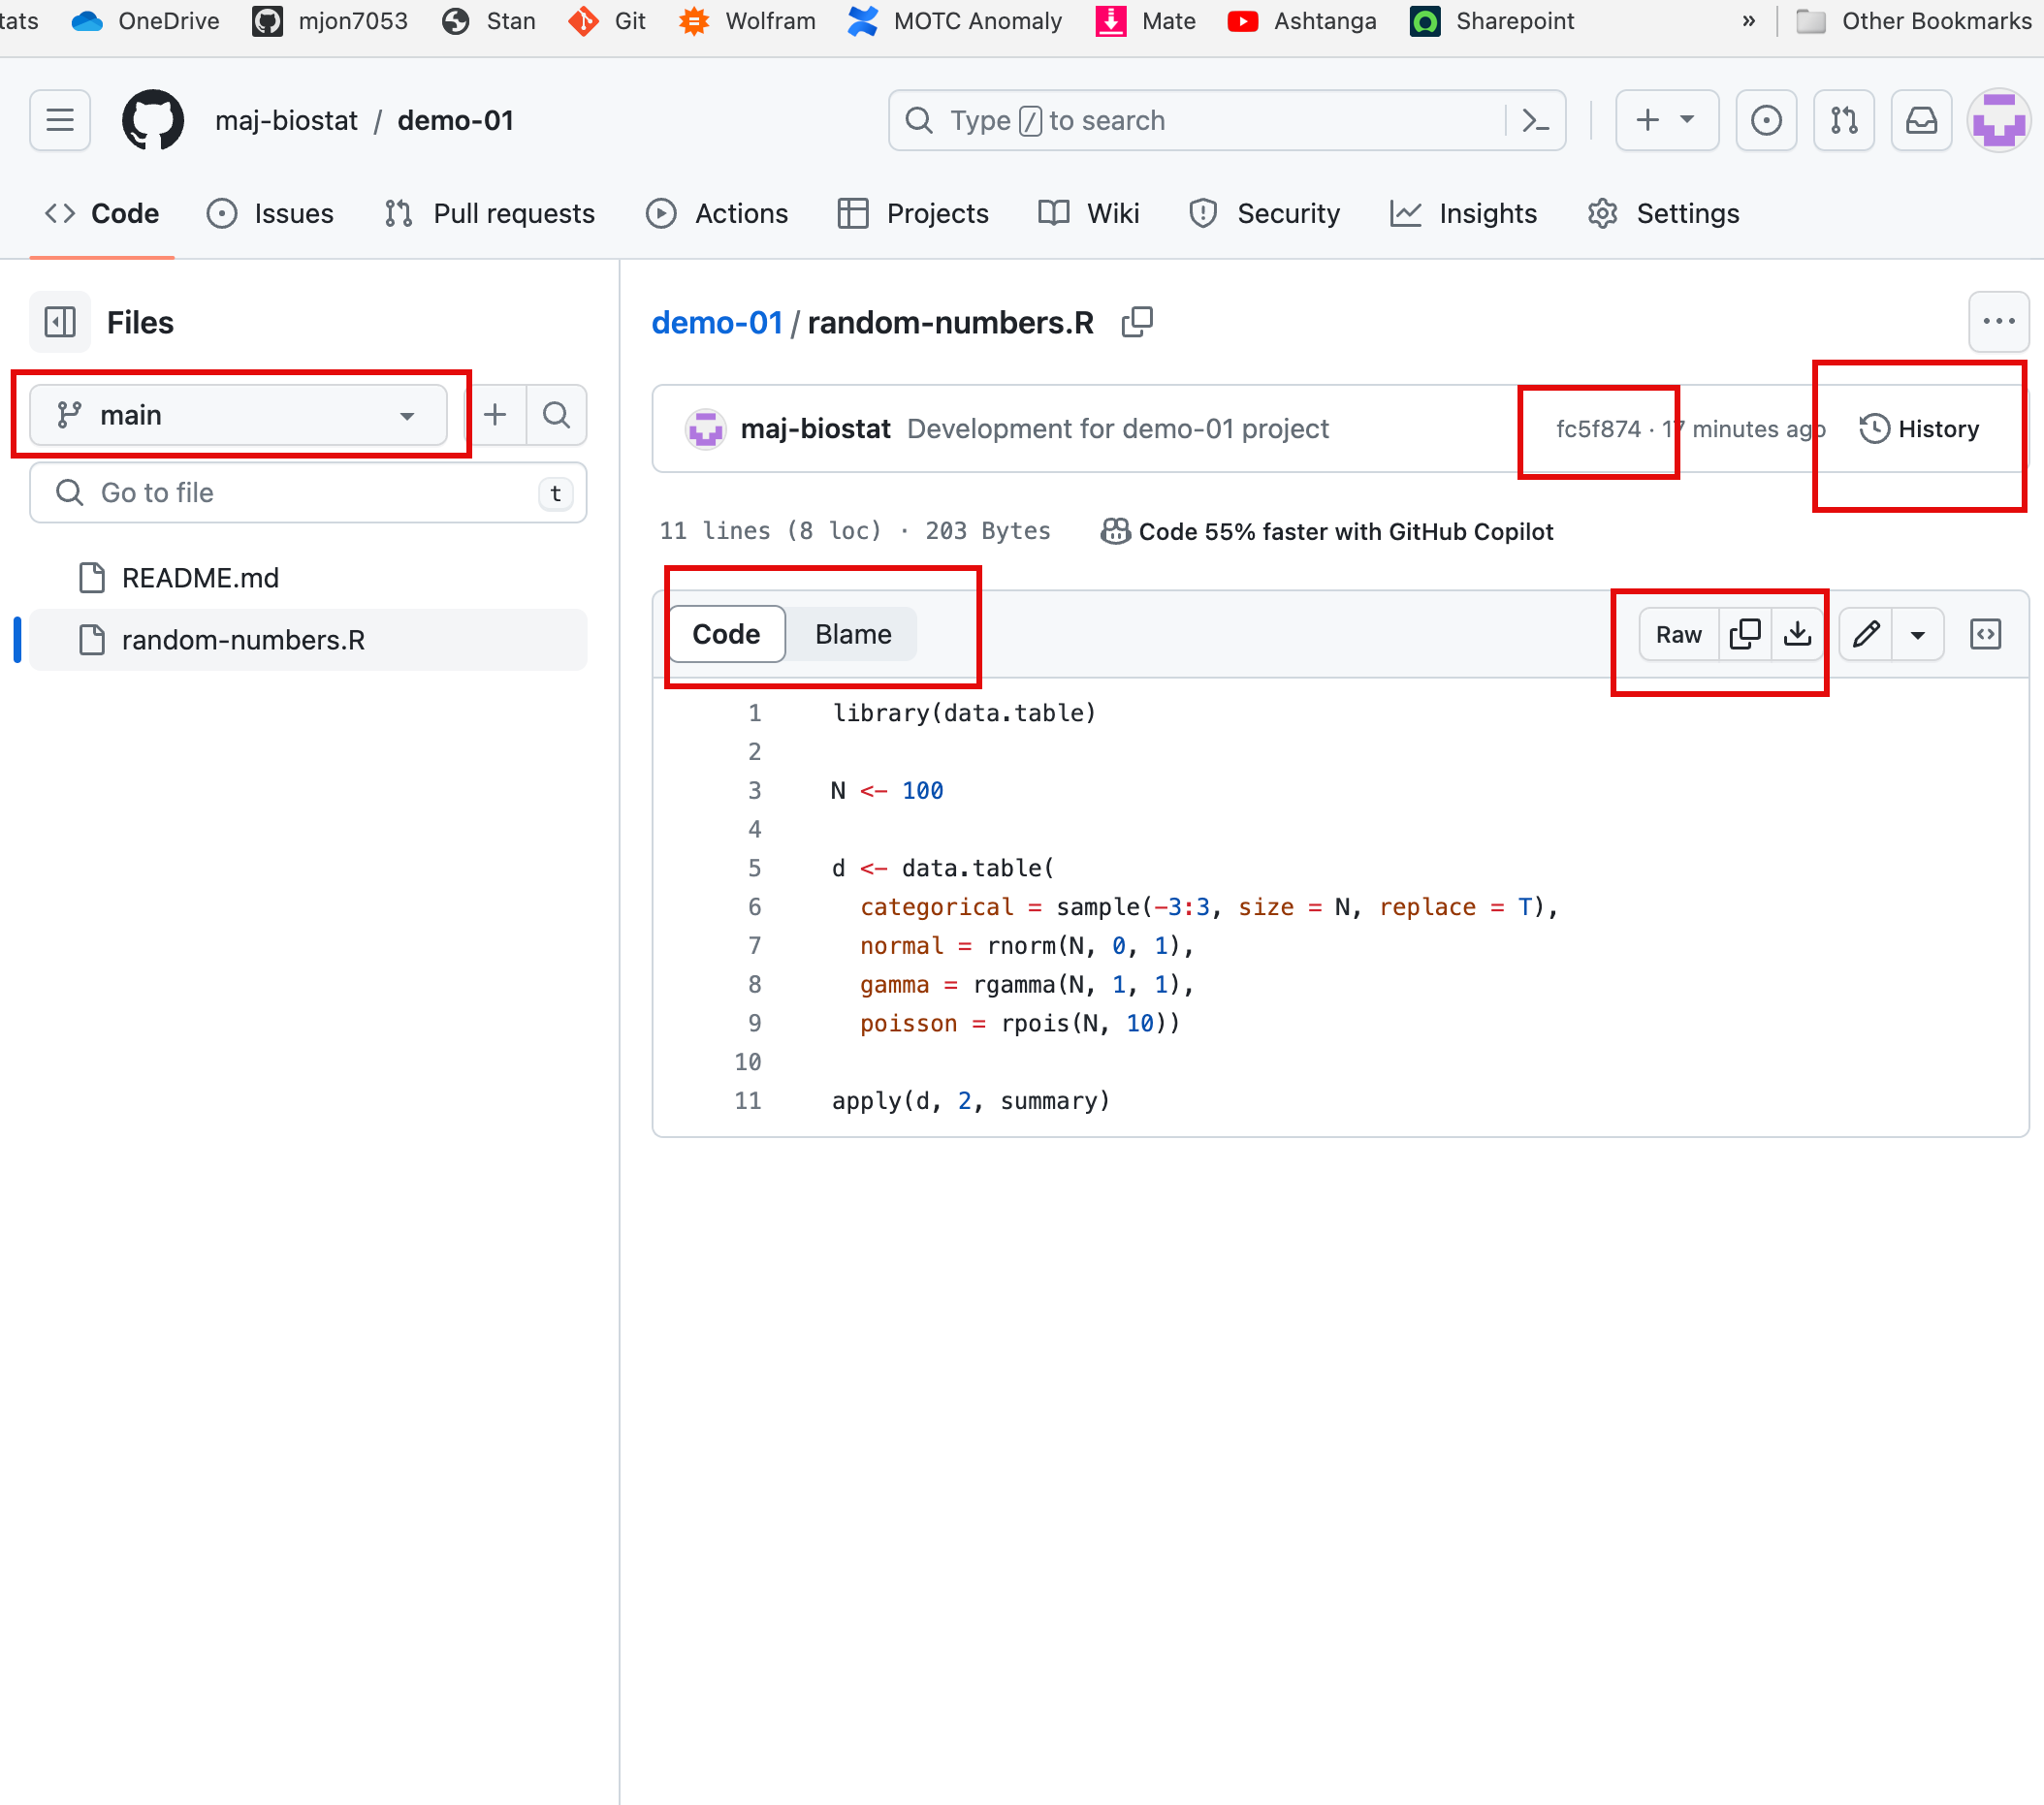 tats OneDrive mjon7053 Stan Git Wolfram MOTC Anomaly Mate Ashtanga Sharepoint » Other Bookmarks
maj-biostat / demo-01 Type / to search
Code Issues Pull requests Actions Projects Wiki Security Insights Settings
Files
main
Go to file t
README.md
random-numbers.R
demo-01 / random-numbers.R
maj-biostat Development for demo-01 project fc5f874 · 17 minutes ago History
11 lines (8 loc) · 203 Bytes Code 55% faster with GitHub Copilot
Code Blame Raw
1 library(data.table)
2
3 N <- 100
4
5 d <- data.table(
6 categorical = sample(-3:3, size = N, replace = T),
7 normal = rnorm(N, 0, 1),
8 gamma = rgamma(N, 1, 1),
9 poisson = rpois(N, 10))
10
11 apply(d, 2, summary)